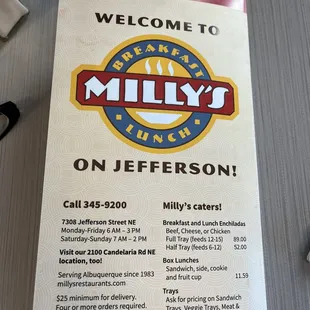 WELCOME TO
BREAKFAST
MILLY'S
LUNCH
ON JEFFERSON!
Call 345-9200
7308 Jefferson Street NE
Monday-Friday 6 AM – 3 PM
Saturday-Sunday 7 AM – 2 PM
Visit our 2100 Candelaria Rd NE
location, too!
Serving Albuquerque since 1983
millysrestaurants.com
$25 minimum for delivery.
Four or more orders required.
Milly's caters!
Breakfast and Lunch Enchiladas
Beef, Cheese, or Chicken
Full Tray (feeds 12-15) 89.00
Half Tray (feeds 6-12) 52.00
Box Lunches
Sandwich, side, cookie
and fruit cup 11.59
Trays
Ask for pricing on Sandwich
Trays, Veggie Trays, Meat &